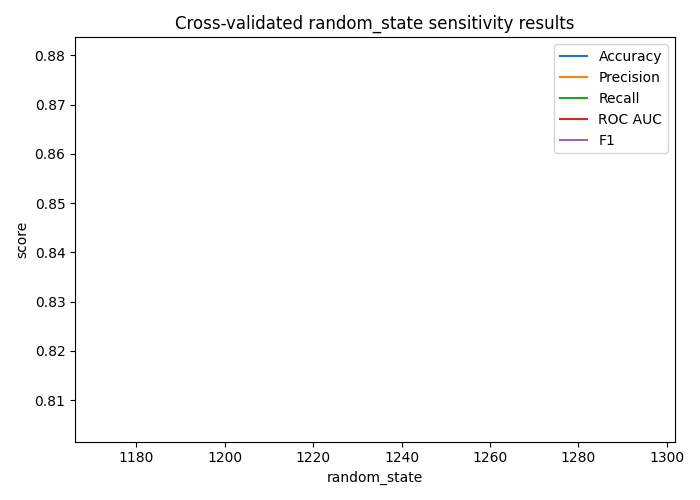 Cross-validated random_state sensitivity results
0.88
0.87
0.86
0.85
0.84
0.83
0.82
0.81
score
Accuracy
Precision
Recall
ROC AUC
F1
1180 1200 1220 1240 1260 1280 1300
random_state